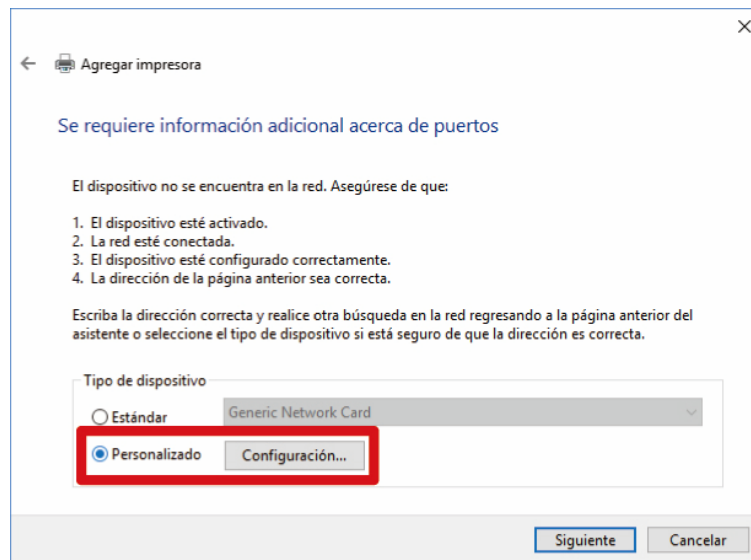 Agregar impresora
Se requiere información adicional acerca de puertos
El dispositivo no se encuentra en la red. Asegúrese de que:
1. El dispositivo esté activado.
2. La red esté conectada.
3. El dispositivo esté configurado correctamente.
4. La dirección de la página anterior sea correcta.
Escriba la dirección correcta y realice otra búsqueda en la red regresando a la página anterior del
asistente o seleccione el tipo de dispositivo si está seguro de que la dirección es correcta.
Tipo de dispositivo
Estándar Generic Network Card
Personalizado Configuración...
Siguiente Cancelar